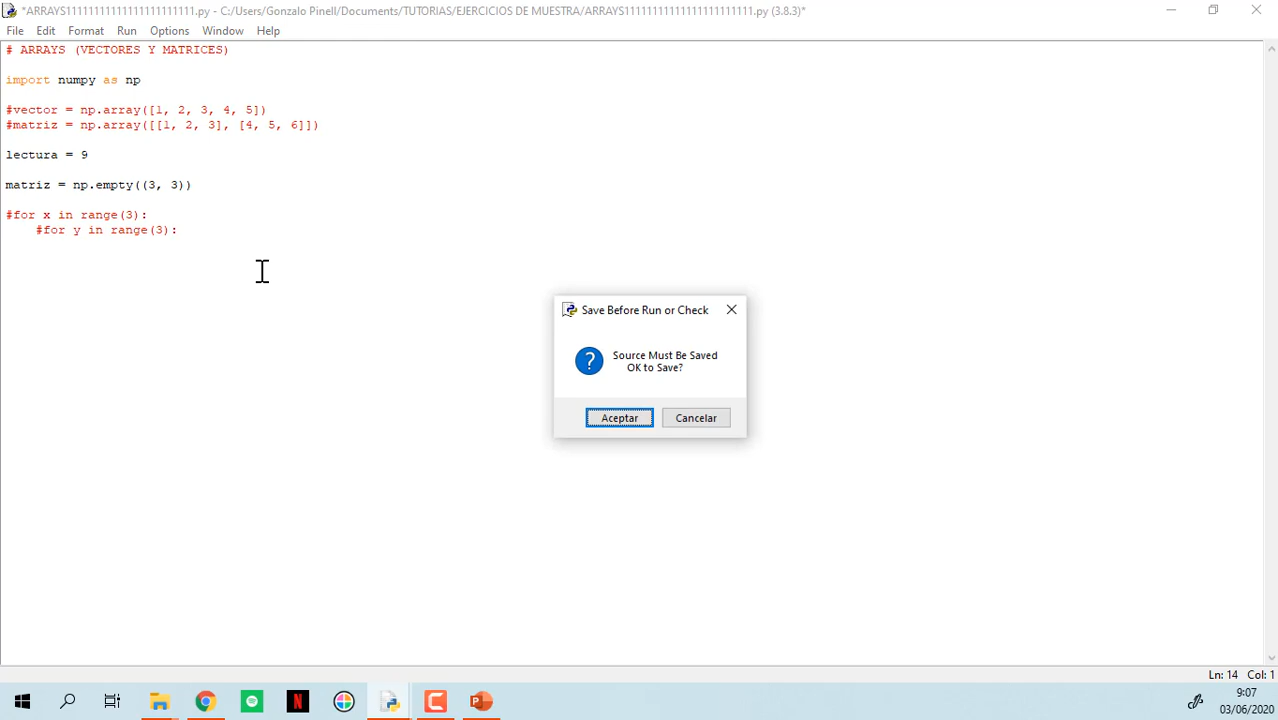 *ARRAYS1111111111111111111111.py - C:/Users/Gonzalo Pinell/Documents/TUTORIAS/EJERCICIOS DE MUESTRA/ARRAYS1111111111111111111111.py (3.8.3)*
File Edit Format Run Options Window Help
# ARRAYS (VECTORES Y MATRICES)
import numpy as np
#vector = np.array([1, 2, 3, 4, 5])
#matriz = np.array([[1, 2, 3], [4, 5, 6]])
lectura = 9
matriz = np.empty((3, 3))
#for x in range(3):
#for y in range(3):
Save Before Run or Check
Source Must Be Saved
OK to Save?
Aceptar Cancelar
Ln: 14 Col: 1
9:07
03/06/2020